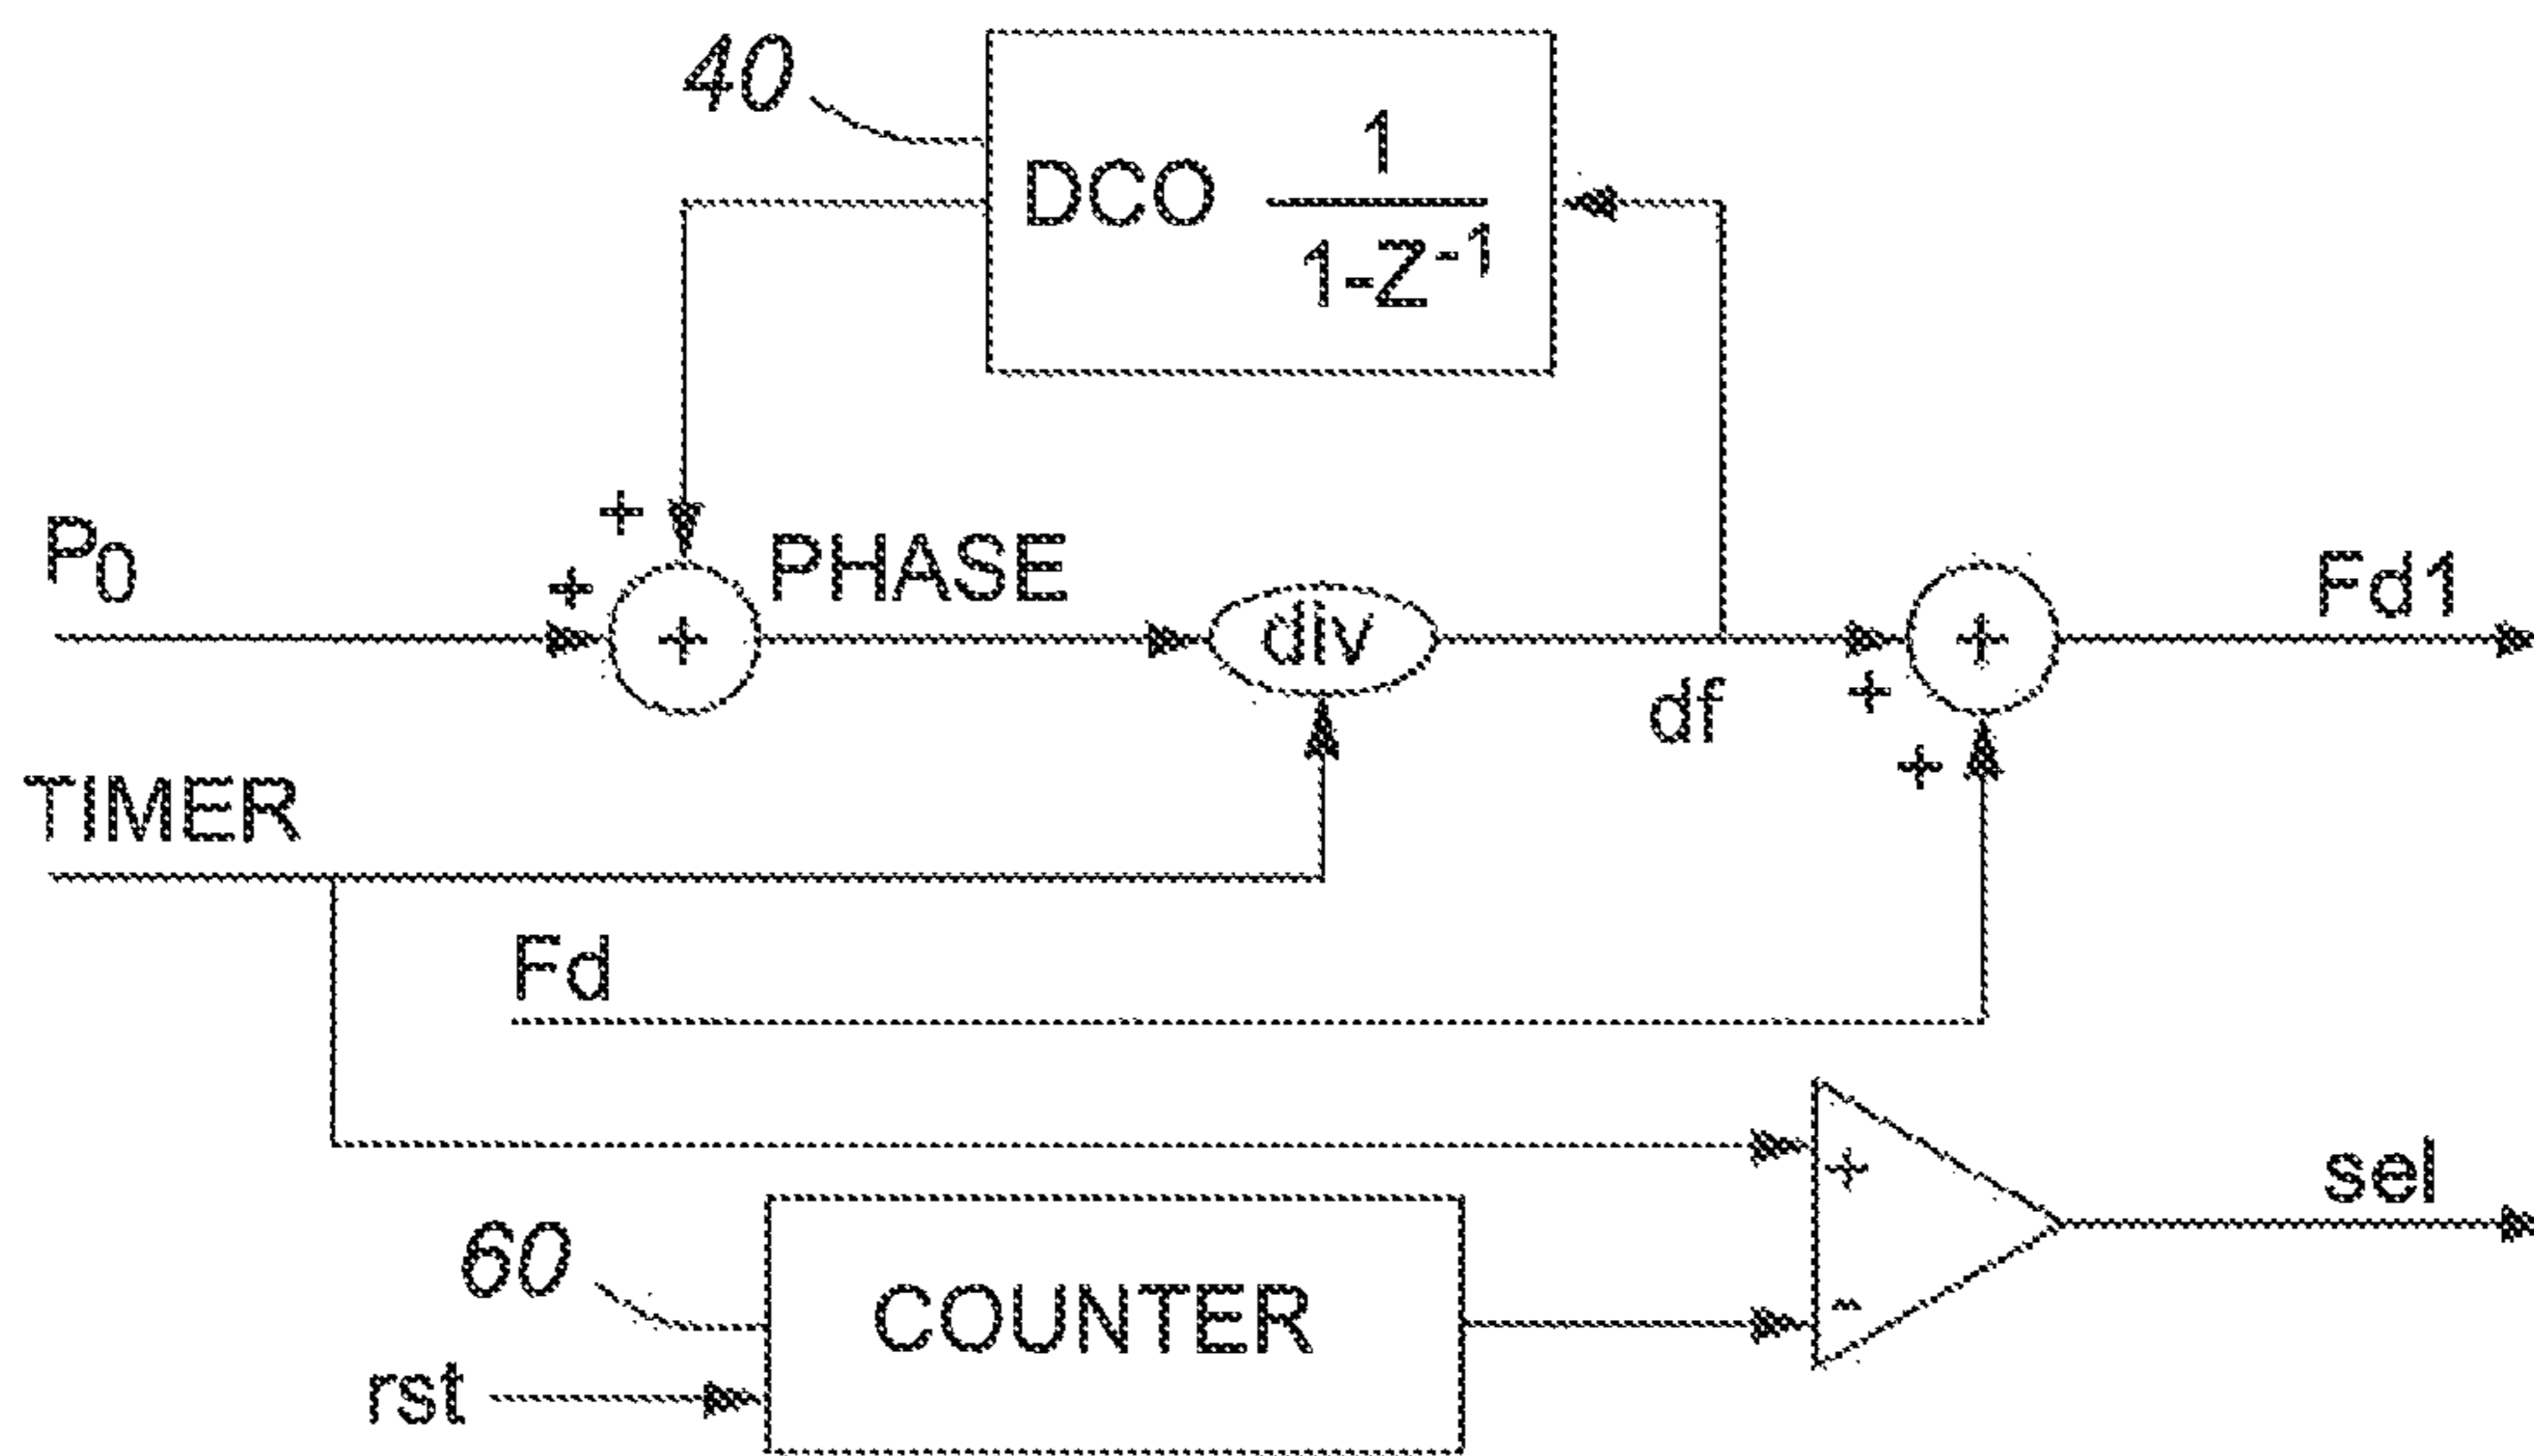 40
DCO 1
1-Z-1
+
P0
+
+
PHASE
div
df
+
+
+
Fd1
TIMER
Fd
+
-
sel
60
COUNTER
rst